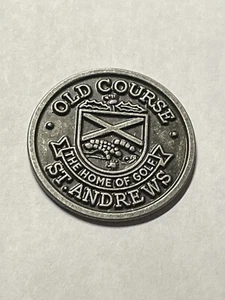 OLD COURSE
THE HOME OF GOLF
ST. ANDREWS